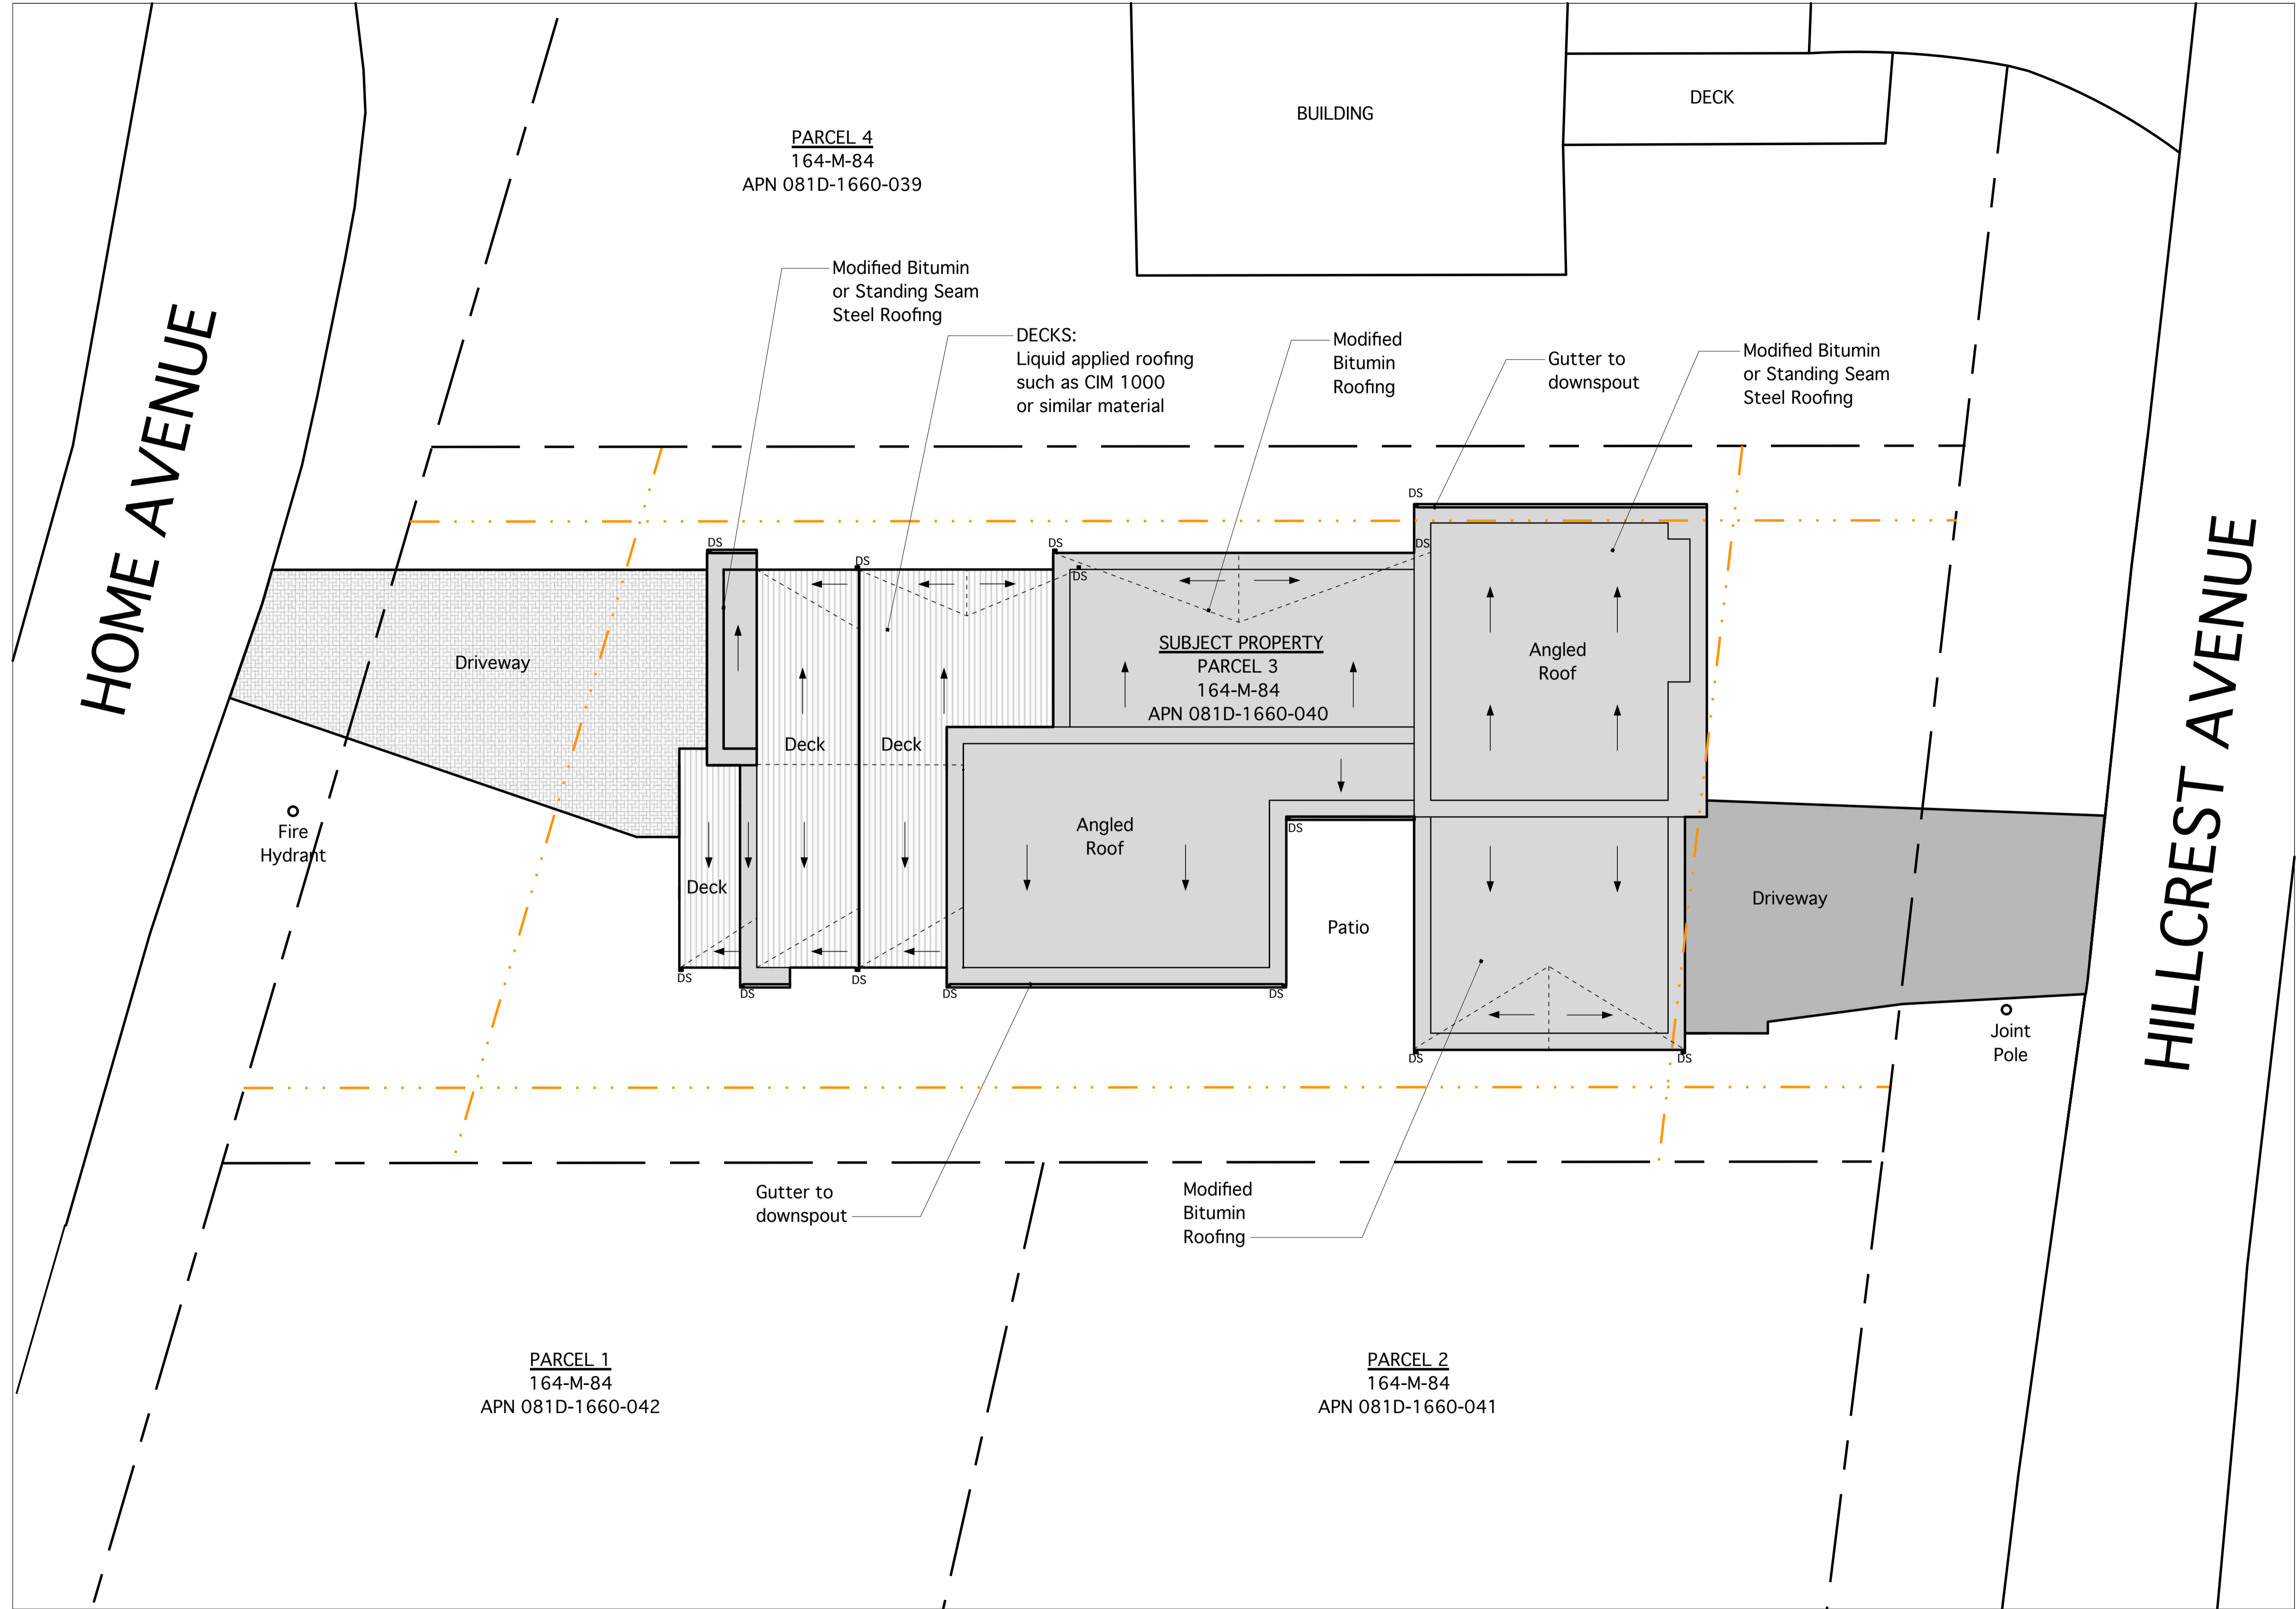 BUILDING
DECK
PARCEL 4
164-M-84
APN 081D-1660-039
Modified Bitumin
or Standing Seam
Steel Roofing
DECKS:
Liquid applied roofing
such as CIM 1000
or similar material
Modified
Bitumin
Roofing
Gutter to
downspout
Modified Bitumin
or Standing Seam
Steel Roofing
HOME AVENUE
HILLCREST AVENUE
DS
DS
DS
DS
DS
DS
Driveway
SUBJECT PROPERTY
PARCEL 3
164-M-84
APN 081D-1660-040
Angled
Roof
Deck
Deck
Fire
Hydrant
Angled
Roof
DS
Deck
Patio
Driveway
DS
DS
DS
DS
DS
DS
DS
Joint
Pole
Gutter to
downspout
Modified
Bitumin
Roofing
PARCEL 1
164-M-84
APN 081D-1660-042
PARCEL 2
164-M-84
APN 081D-1660-041